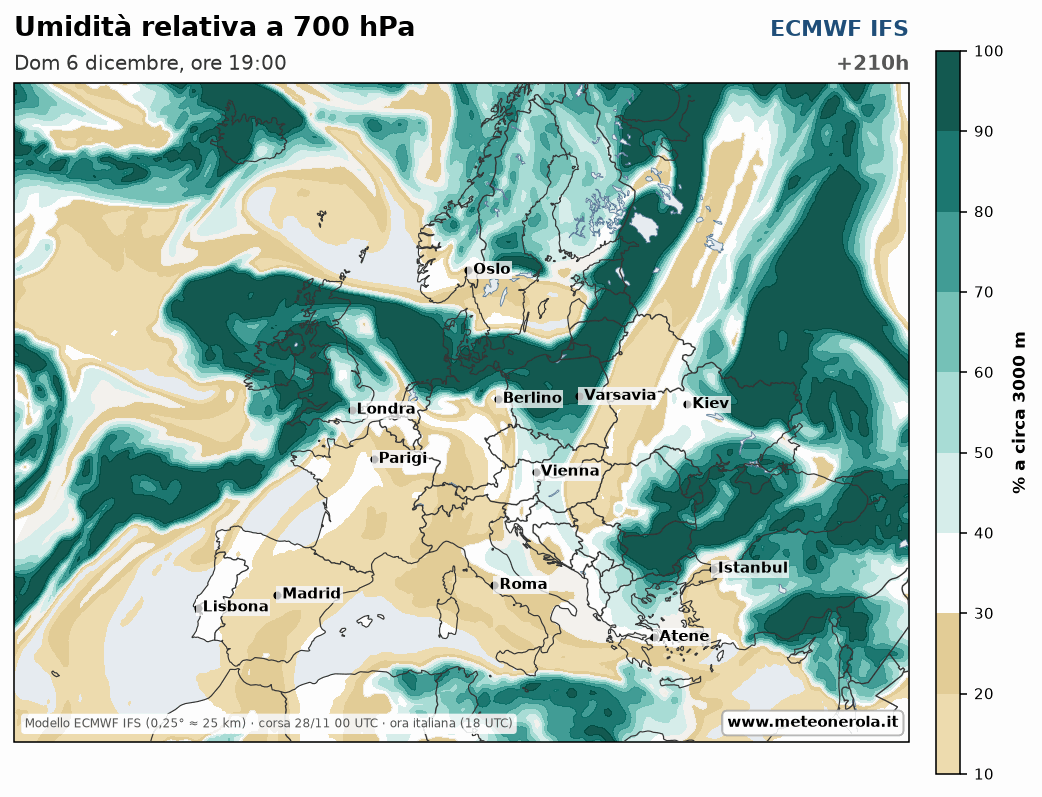 Umidità relativa a 700 hPa
ECMWF IFS
Dom 6 dicembre, ore 19:00
+210h
100
90
80
70
60
50
40
30
20
10
% a circa 3000 m
Oslo
Berlino
Varsavia
Kiev
Londra
Parigi
Vienna
Istanbul
Roma
Madrid
Lisbona
Atene
Modello ECMWF IFS (0,25° ≈ 25 km) · corsa 28/11 00 UTC · ora italiana (18 UTC)
www.meteonerola.it